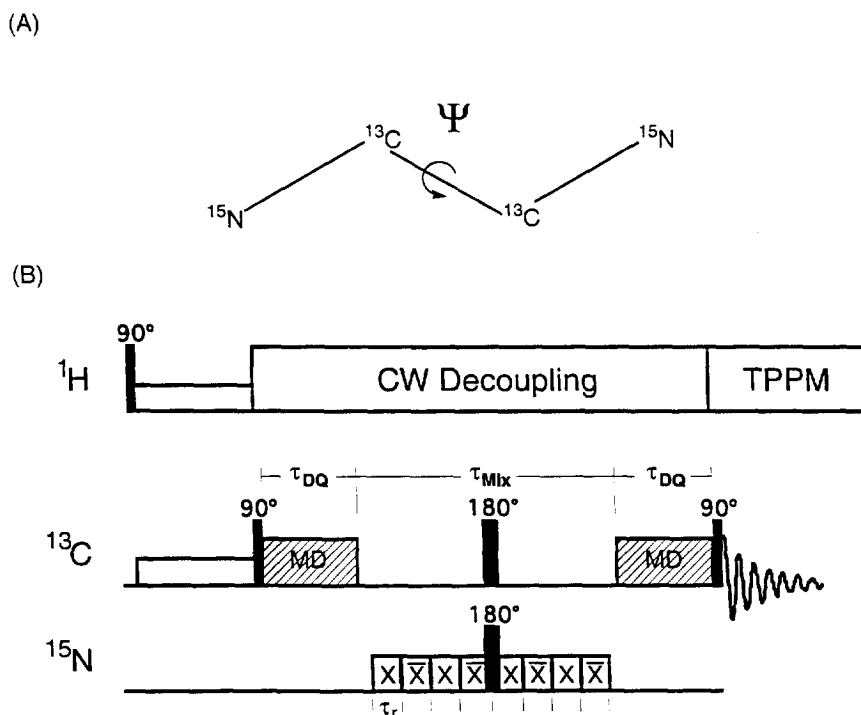 (A)
Ψ
¹³C
¹⁵N
¹⁵N
¹³C
(B)
90°
¹H
CW Decoupling
TPPM
τDQ
τMix
τDQ
90°
180°
90°
¹³C
MD
MD
180°
¹⁵N
X X̅ X X̅ X X̅ X X̅
τr